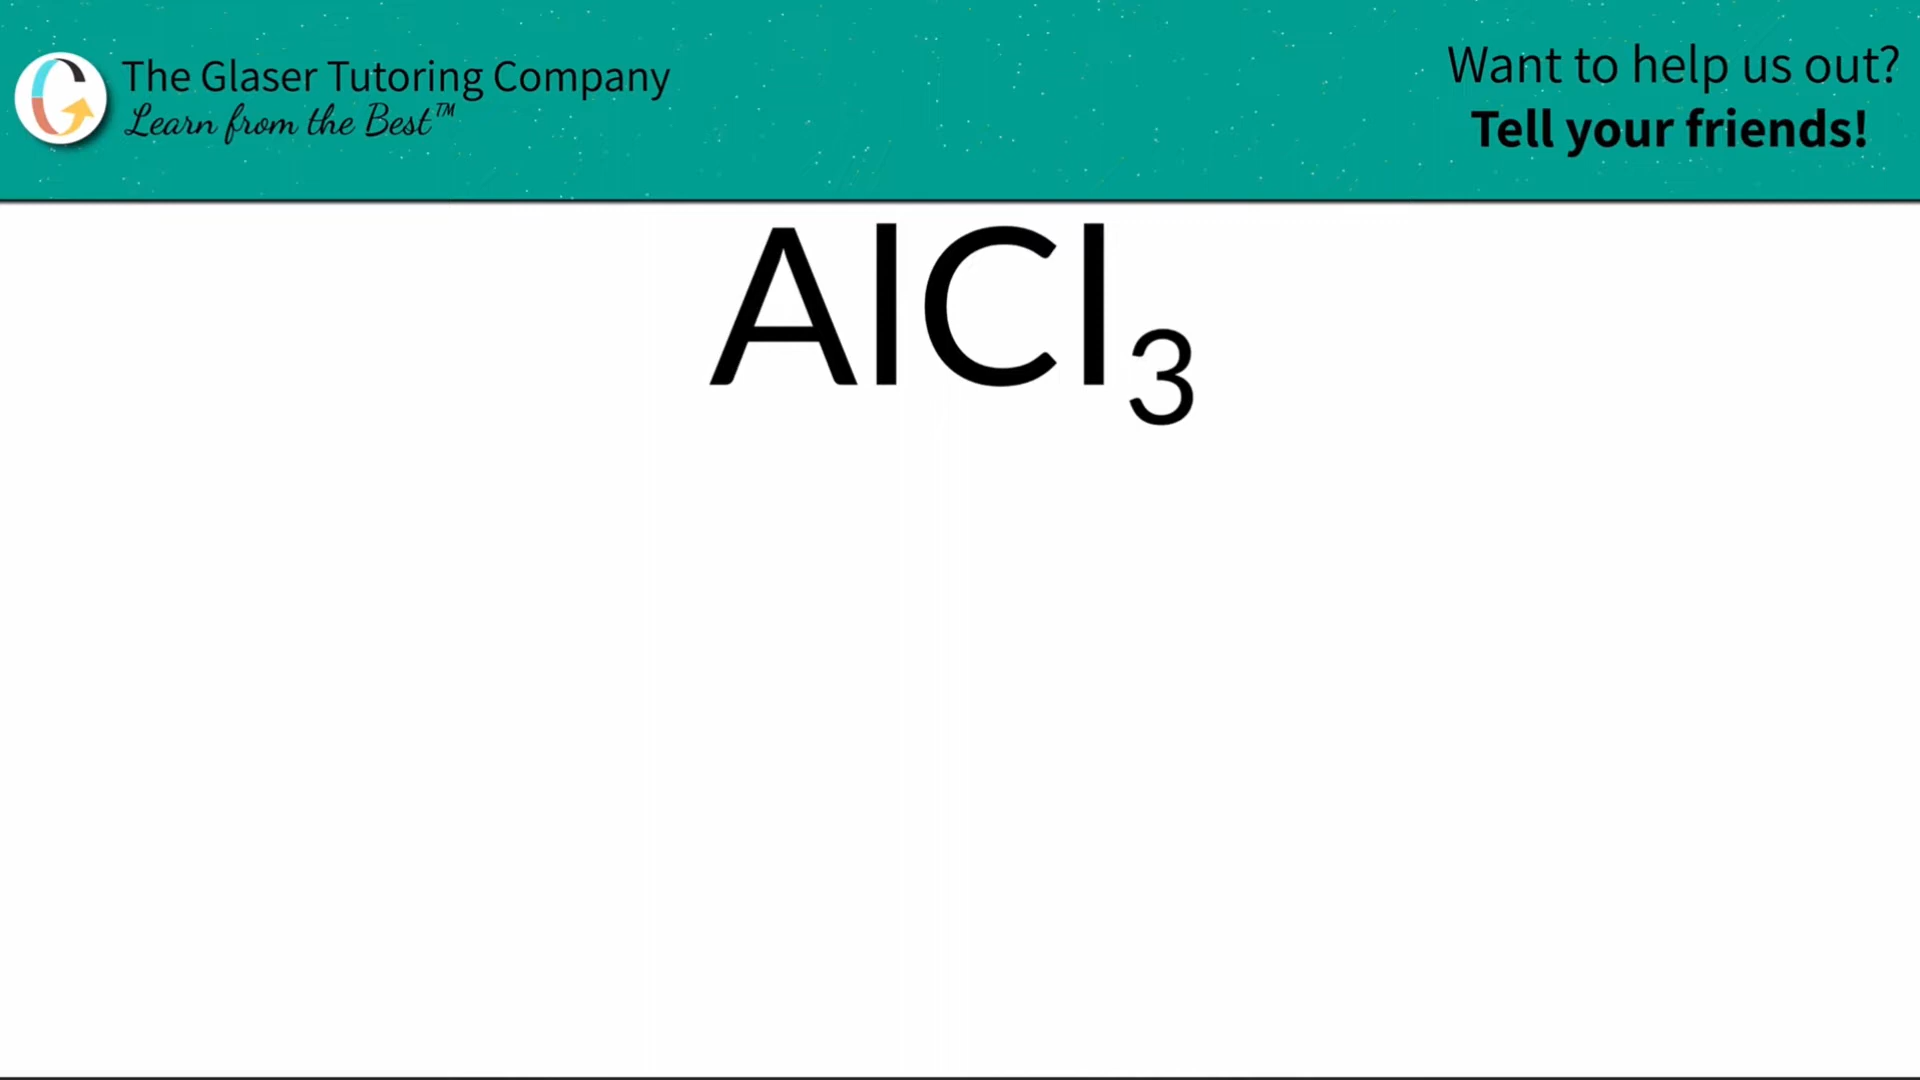 The Glaser Tutoring Company
Learn from the Best™
Want to help us out?
Tell your friends!
AlCl₃